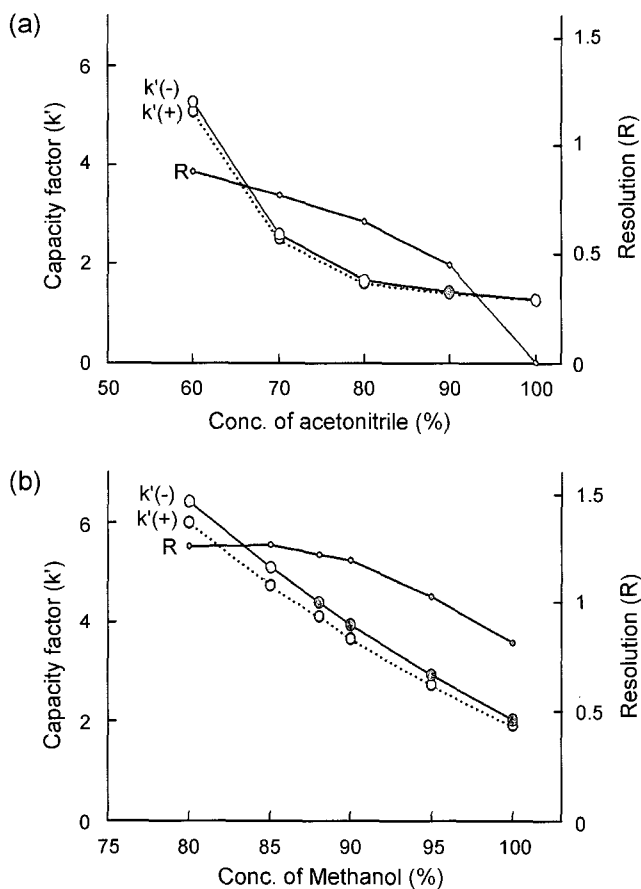 (a)
Capacity factor (k')
6
4
2
0
k'(-)
k'(+)
R
1.5
1
0.5
0
Resolution (R)
50 60 70 80 90 100
Conc. of acetonitrile (%)
(b)
Capacity factor (k')
6
4
2
0
k'(-)
k'(+)
R
1.5
1
0.5
0
Resolution (R)
75 80 85 90 95 100
Conc. of Methanol (%)